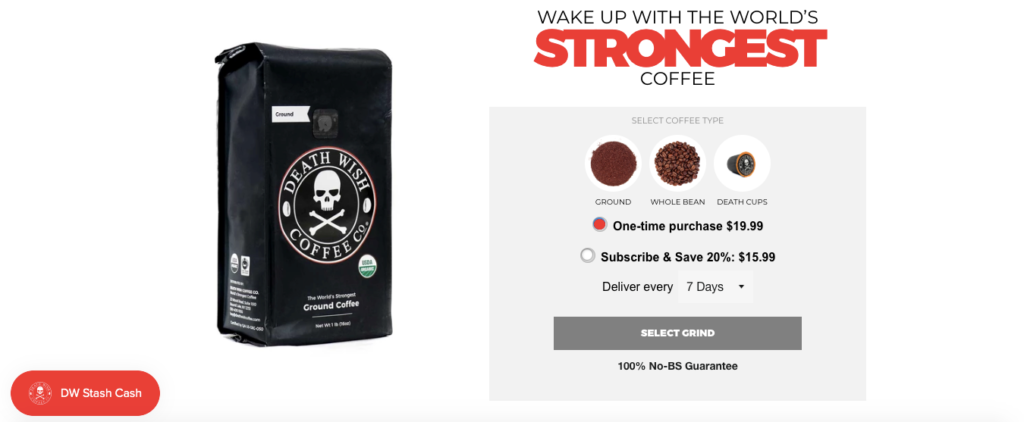 WAKE UP WITH THE WORLD'S
STRONGEST
COFFEE
Ground
DEATH WISH
COFFEE CO.
USDA
ORGANIC
The World's Strongest
Ground Coffee
Net Wt 1 lb (16oz)
SELECT COFFEE TYPE
GROUND
WHOLE BEAN
DEATH CUPS
One-time purchase $19.99
Subscribe & Save 20%: $15.99
Deliver every 7 Days
SELECT GRIND
100% No-BS Guarantee
DW Stash Cash